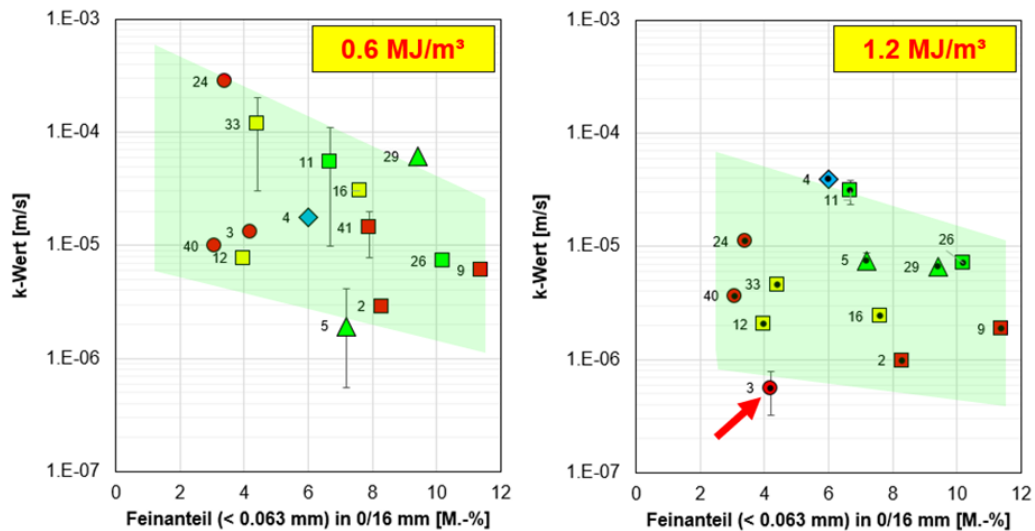 0.6 MJ/m³
k-Wert [m/s]
1.E-03
1.E-04
1.E-05
1.E-06
1.E-07
24
33
11
29
16
4
3
41
40
12
26
9
2
5
0 2 4 6 8 10 12
Feinanteil (< 0.063 mm) in 0/16 mm [M.-%]
1.2 MJ/m³
k-Wert [m/s]
1.E-03
1.E-04
1.E-05
1.E-06
1.E-07
4
11
24
26
5
29
33
40
12
16
9
2
3
0 2 4 6 8 10 12
Feinanteil (< 0.063 mm) in 0/16 mm [M.-%]